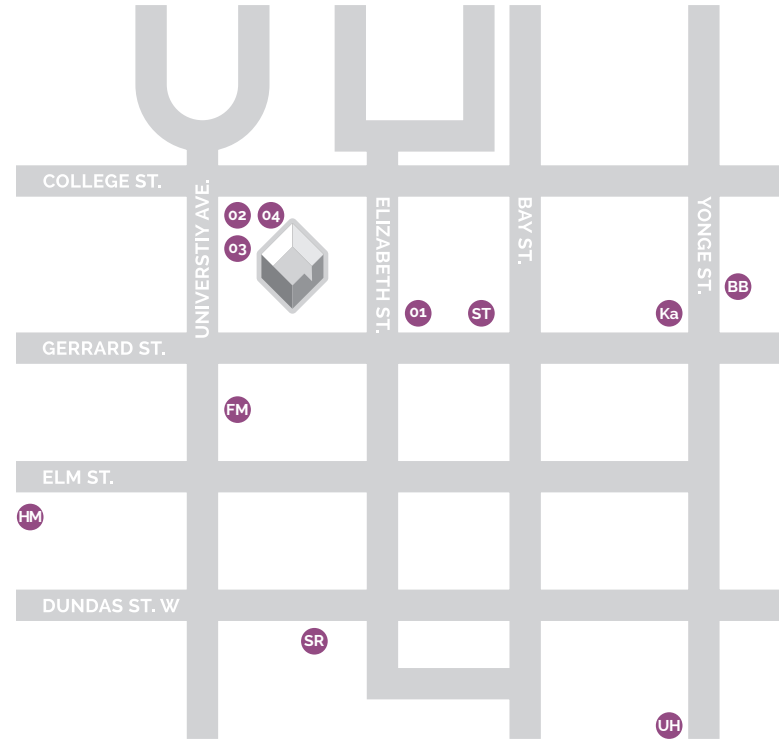 COLLEGE ST.
UNIVERSTIY AVE.
ELIZABETH ST.
BAY ST.
YONGE ST.
02
04
03
BB
01
ST
Ka
GERRARD ST.
FM
ELM ST.
HM
DUNDAS ST. W
SR
UH